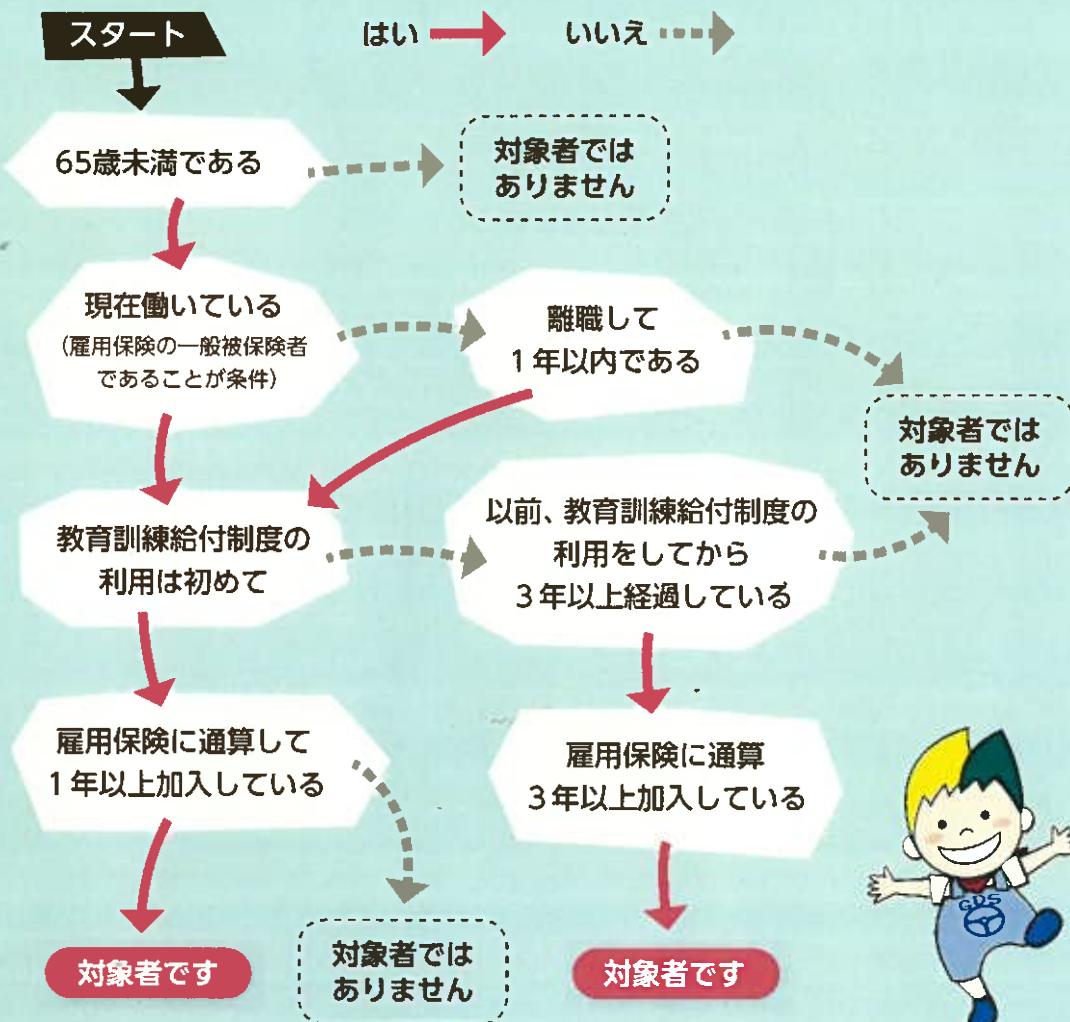 スタート
はい
いいえ
65歳未満である
対象者では
ありません
現在働いている
(雇用保険の一般被保険者
であることが条件)
離職して
1年以内である
対象者では
ありません
教育訓練給付制度の
利用は初めて
以前、教育訓練給付制度の
利用をしてから
3年以上経過している
雇用保険に通算して
1年以上加入している
雇用保険に通算
3年以上加入している
対象者です
対象者では
ありません
対象者です
GDS